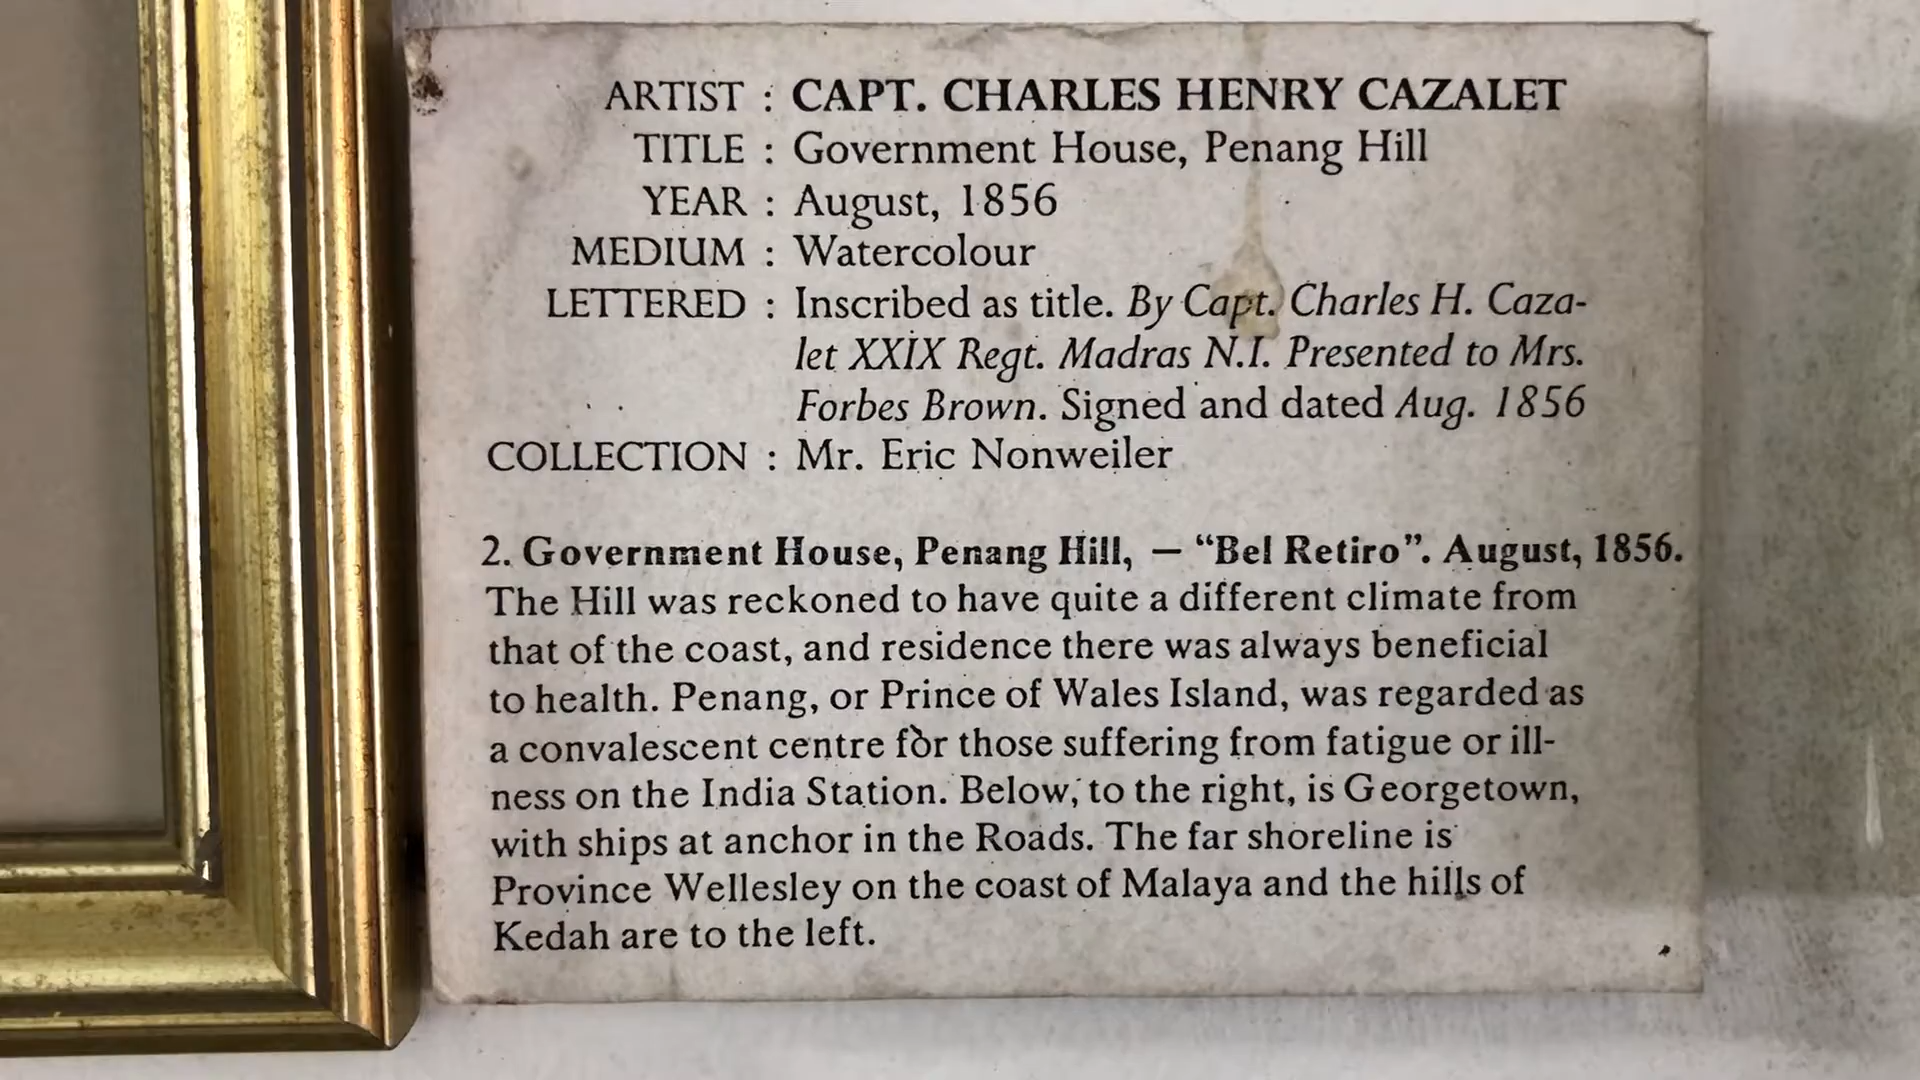 ARTIST : CAPT. CHARLES HENRY CAZALET
TITLE : Government House, Penang Hill
YEAR : August, 1856
MEDIUM : Watercolour
LETTERED : Inscribed as title. By Capt. Charles H. Caza-
let XXIX Regt. Madras N.I. Presented to Mrs.
Forbes Brown. Signed and dated Aug. 1856
COLLECTION : Mr. Eric Nonweiler
2. Government House, Penang Hill, — “Bel Retiro”. August, 1856.
The Hill was reckoned to have quite a different climate from
that of the coast, and residence there was always beneficial
to health. Penang, or Prince of Wales Island, was regarded as
a convalescent centre for those suffering from fatigue or ill-
ness on the India Station. Below, to the right, is Georgetown,
with ships at anchor in the Roads. The far shoreline is
Province Wellesley on the coast of Malaya and the hills of
Kedah are to the left.